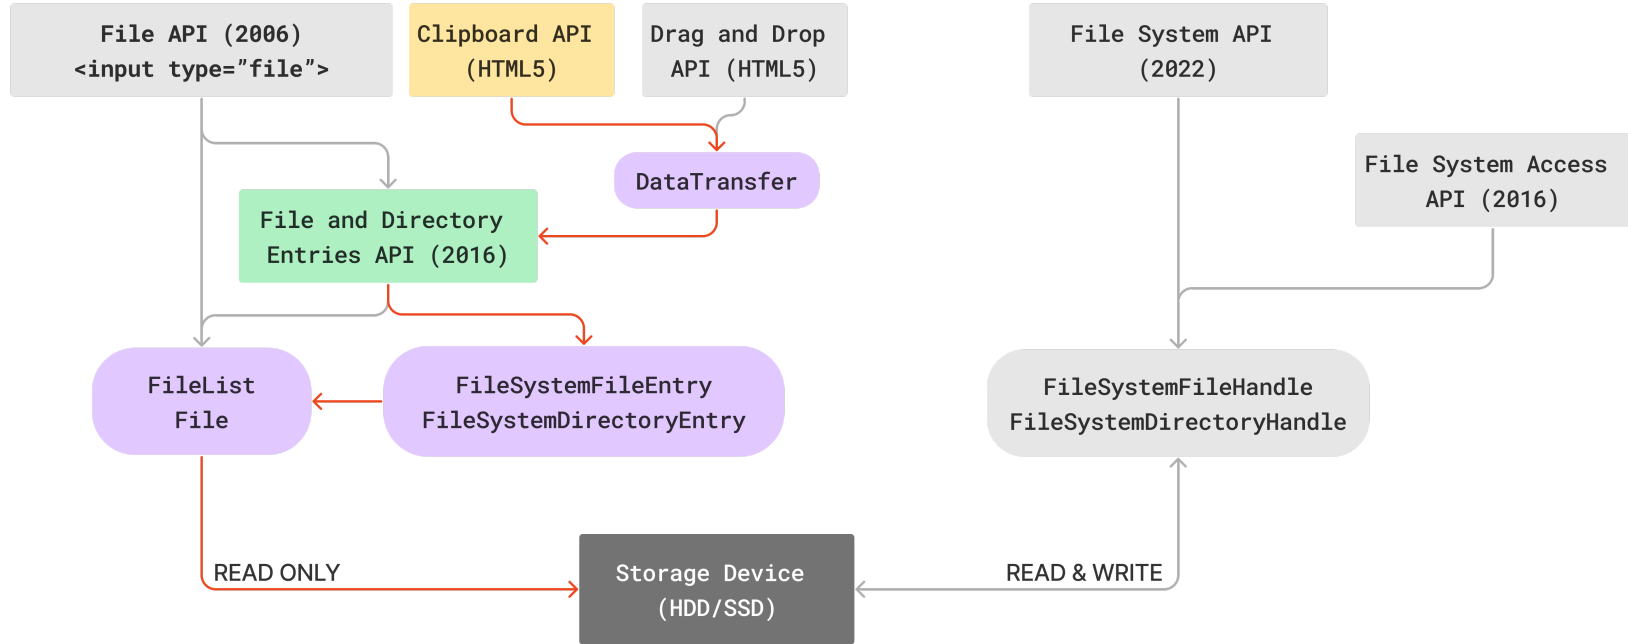 File API (2006)
<input type=”file”>
Clipboard API
(HTML5)
Drag and Drop
API (HTML5)
File System API
(2022)
File System Access
API (2016)
DataTransfer
File and Directory
Entries API (2016)
FileList
File
FileSystemFileEntry
FileSystemDirectoryEntry
FileSystemFileHandle
FileSystemDirectoryHandle
READ ONLY
Storage Device
(HDD/SSD)
READ & WRITE